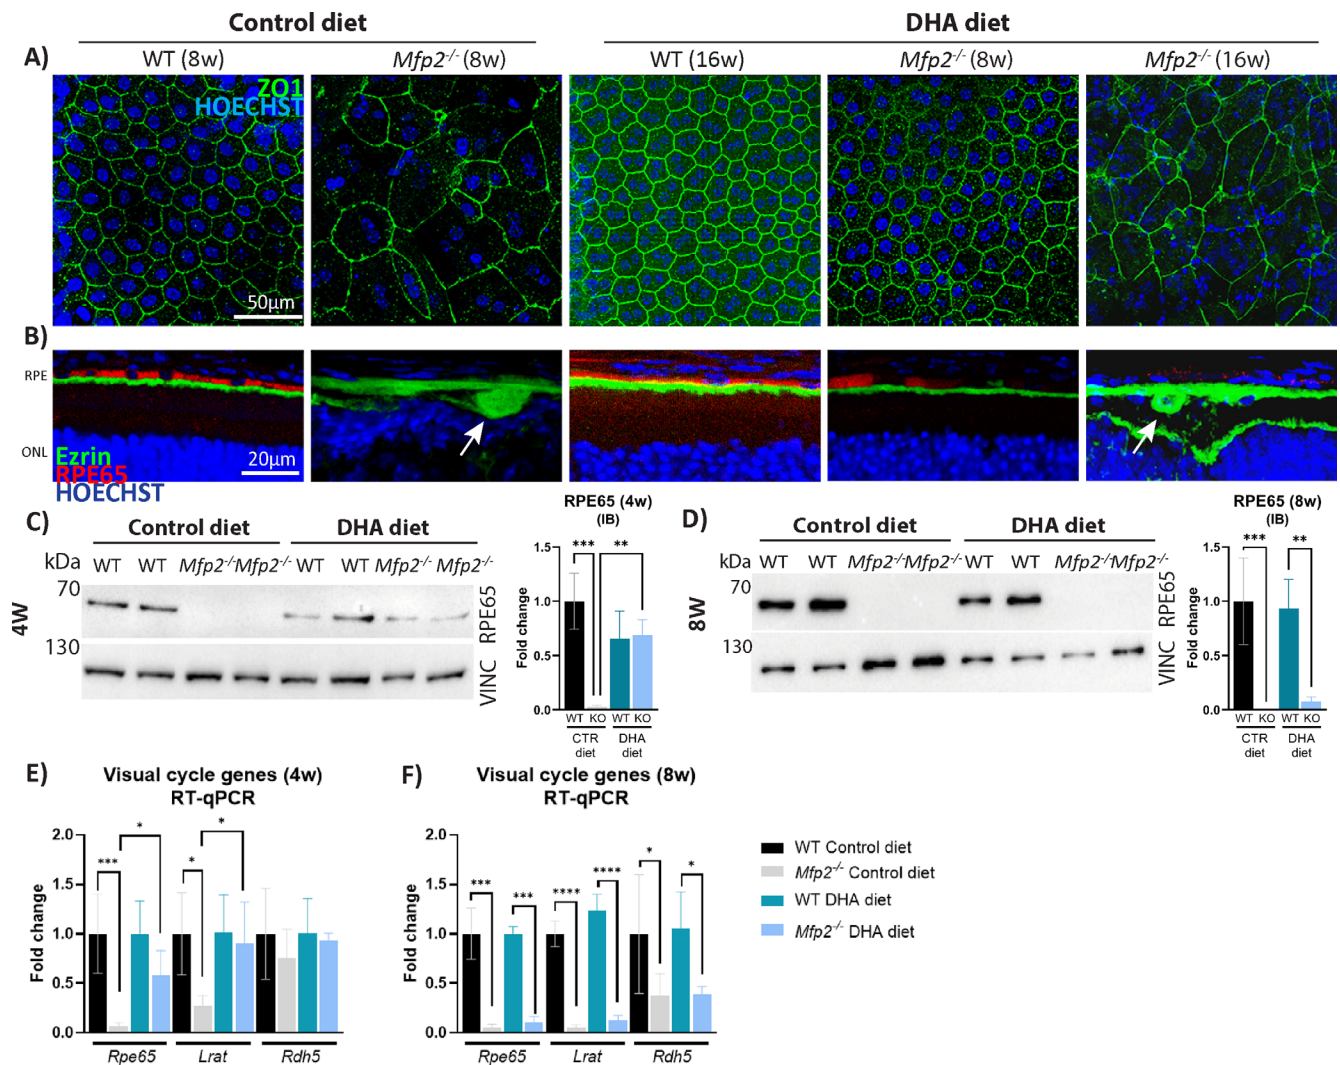 Control diet
DHA diet
A)
WT (8w)
Mfp2-/- (8w)
WT (16w)
Mfp2-/- (8w)
Mfp2-/- (16w)
ZO1
HOECHST
50µm
B)
RPE
ONL
Ezrin
RPE65
HOECHST
20µm
C)
Control diet
DHA diet
kDa
WT WT Mfp2-/- Mfp2-/- WT WT Mfp2-/- Mfp2-/-
70
130
4W
RPE65
VINC
RPE65 (4w)
(IB)
*** **
Fold change
1.5
1.0
0.5
0.0
WT KO WT KO
CTR diet
DHA diet
D)
Control diet
DHA diet
kDa
WT WT Mfp2-/- Mfp2-/- WT WT Mfp2-/- Mfp2-/-
70
130
8W
RPE65
VINC
RPE65 (8w)
(IB)
*** **
Fold change
1.5
1.0
0.5
0.0
WT KO WT KO
CTR diet
DHA diet
E)
Visual cycle genes (4w)
RT-qPCR
Fold change
2.0
1.5
1.0
0.5
0.0
*** * * *
Rpe65 Lrat Rdh5
F)
Visual cycle genes (8w)
RT-qPCR
Fold change
2.0
1.5
1.0
0.5
0.0
*** *** **** **** * *
Rpe65 Lrat Rdh5
WT Control diet
Mfp2-/- Control diet
WT DHA diet
Mfp2-/- DHA diet